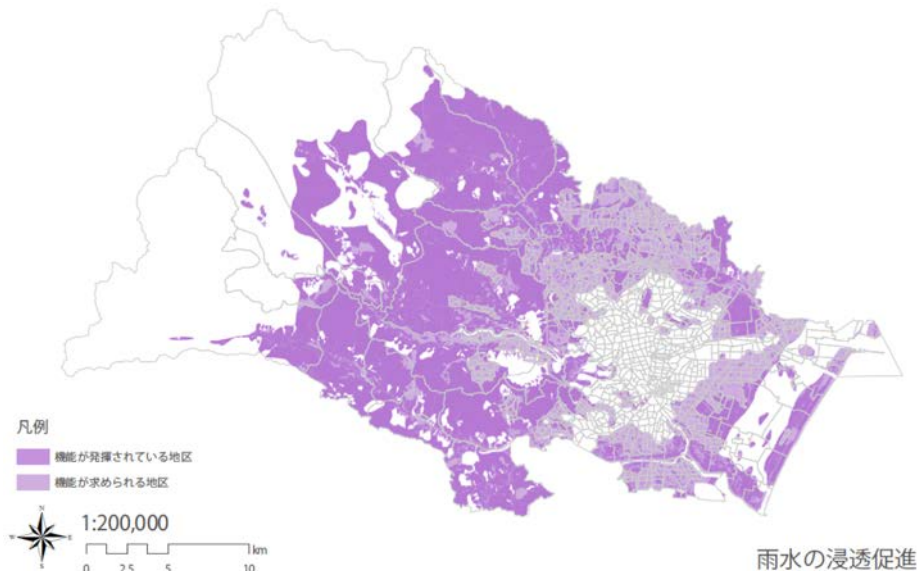 凡例
機能が発揮されている地区
機能が求められる地区
N
W
E
S
1:200,000
km
0 2.5 5 10
雨水の浸透促進